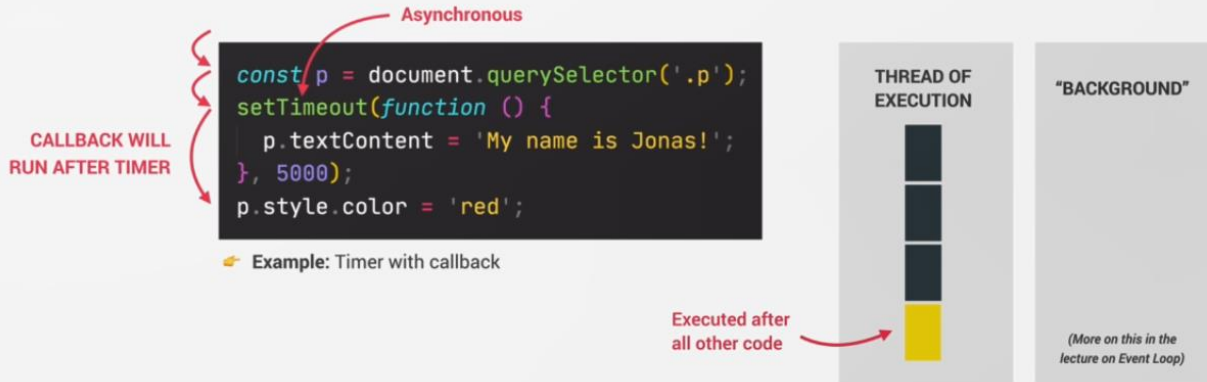 Asynchronous
const p = document.querySelector('.p');
setTimeout(function () {
p.textContent = 'My name is Jonas!';
}, 5000);
p.style.color = 'red';
CALLBACK WILL
RUN AFTER TIMER
👉 Example: Timer with callback
THREAD OF
EXECUTION
"BACKGROUND"
Executed after
all other code
(More on this in the
lecture on Event Loop)